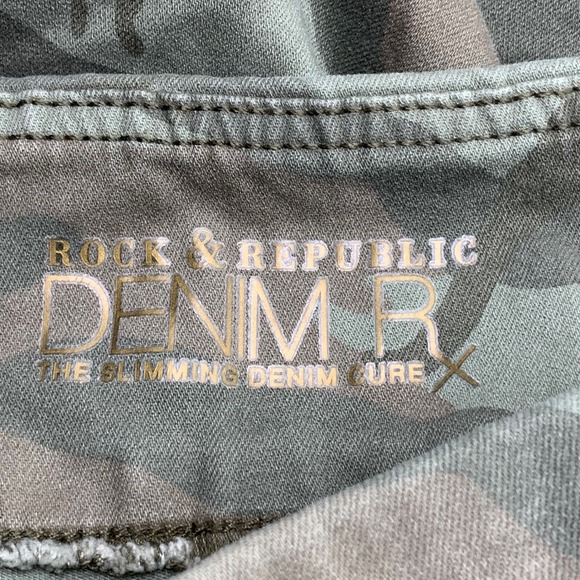 ROCK & REPUBLIC
DENIM Rx
THE SLIMMING DENIM CURE